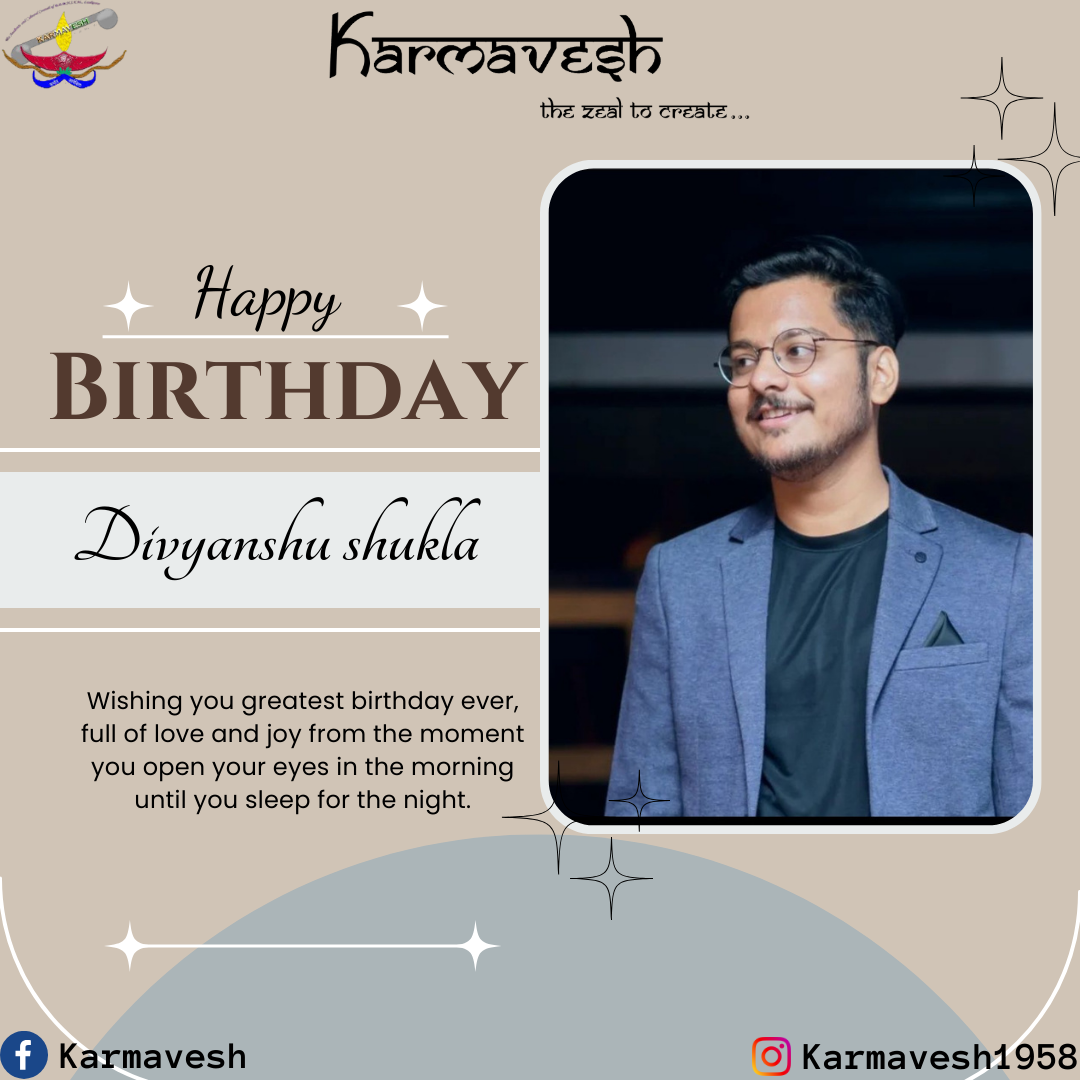 KARMAVESH
Karmavesh
the zeal to create...
Happy
BIRTHDAY
Divyanshu shukla
Wishing you greatest birthday ever,
full of love and joy from the moment
you open your eyes in the morning
until you sleep for the night.
Karmavesh
Karmavesh1958